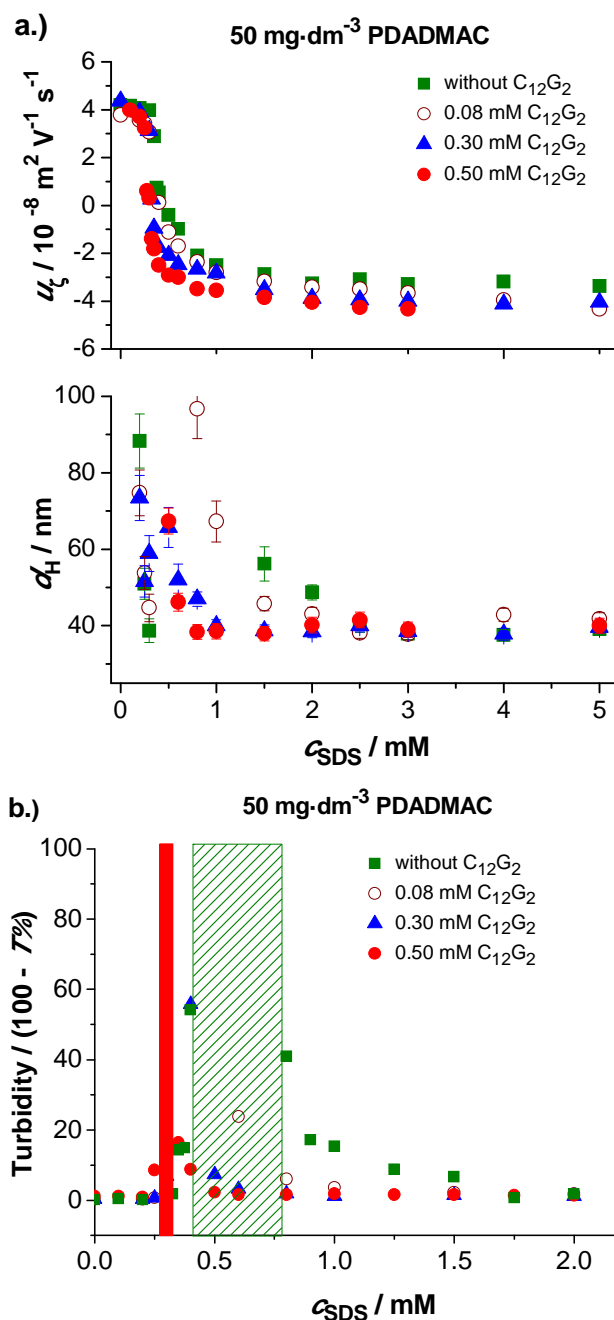 a.)
50 mg·dm⁻³ PDADMAC
without C₁₂G₂
0.08 mM C₁₂G₂
0.30 mM C₁₂G₂
0.50 mM C₁₂G₂
6
4
2
0
-2
-4
-6
u_ζ / 10⁻⁸ m² V⁻¹ s⁻¹
100
80
60
40
20
d_H / nm
0 1 2 3 4 5
c_SDS / mM
b.)
50 mg·dm⁻³ PDADMAC
without C₁₂G₂
0.08 mM C₁₂G₂
0.30 mM C₁₂G₂
0.50 mM C₁₂G₂
100
80
60
40
20
0
Turbidity / (100 - T%)
0.0 0.5 1.0 1.5 2.0
c_SDS / mM